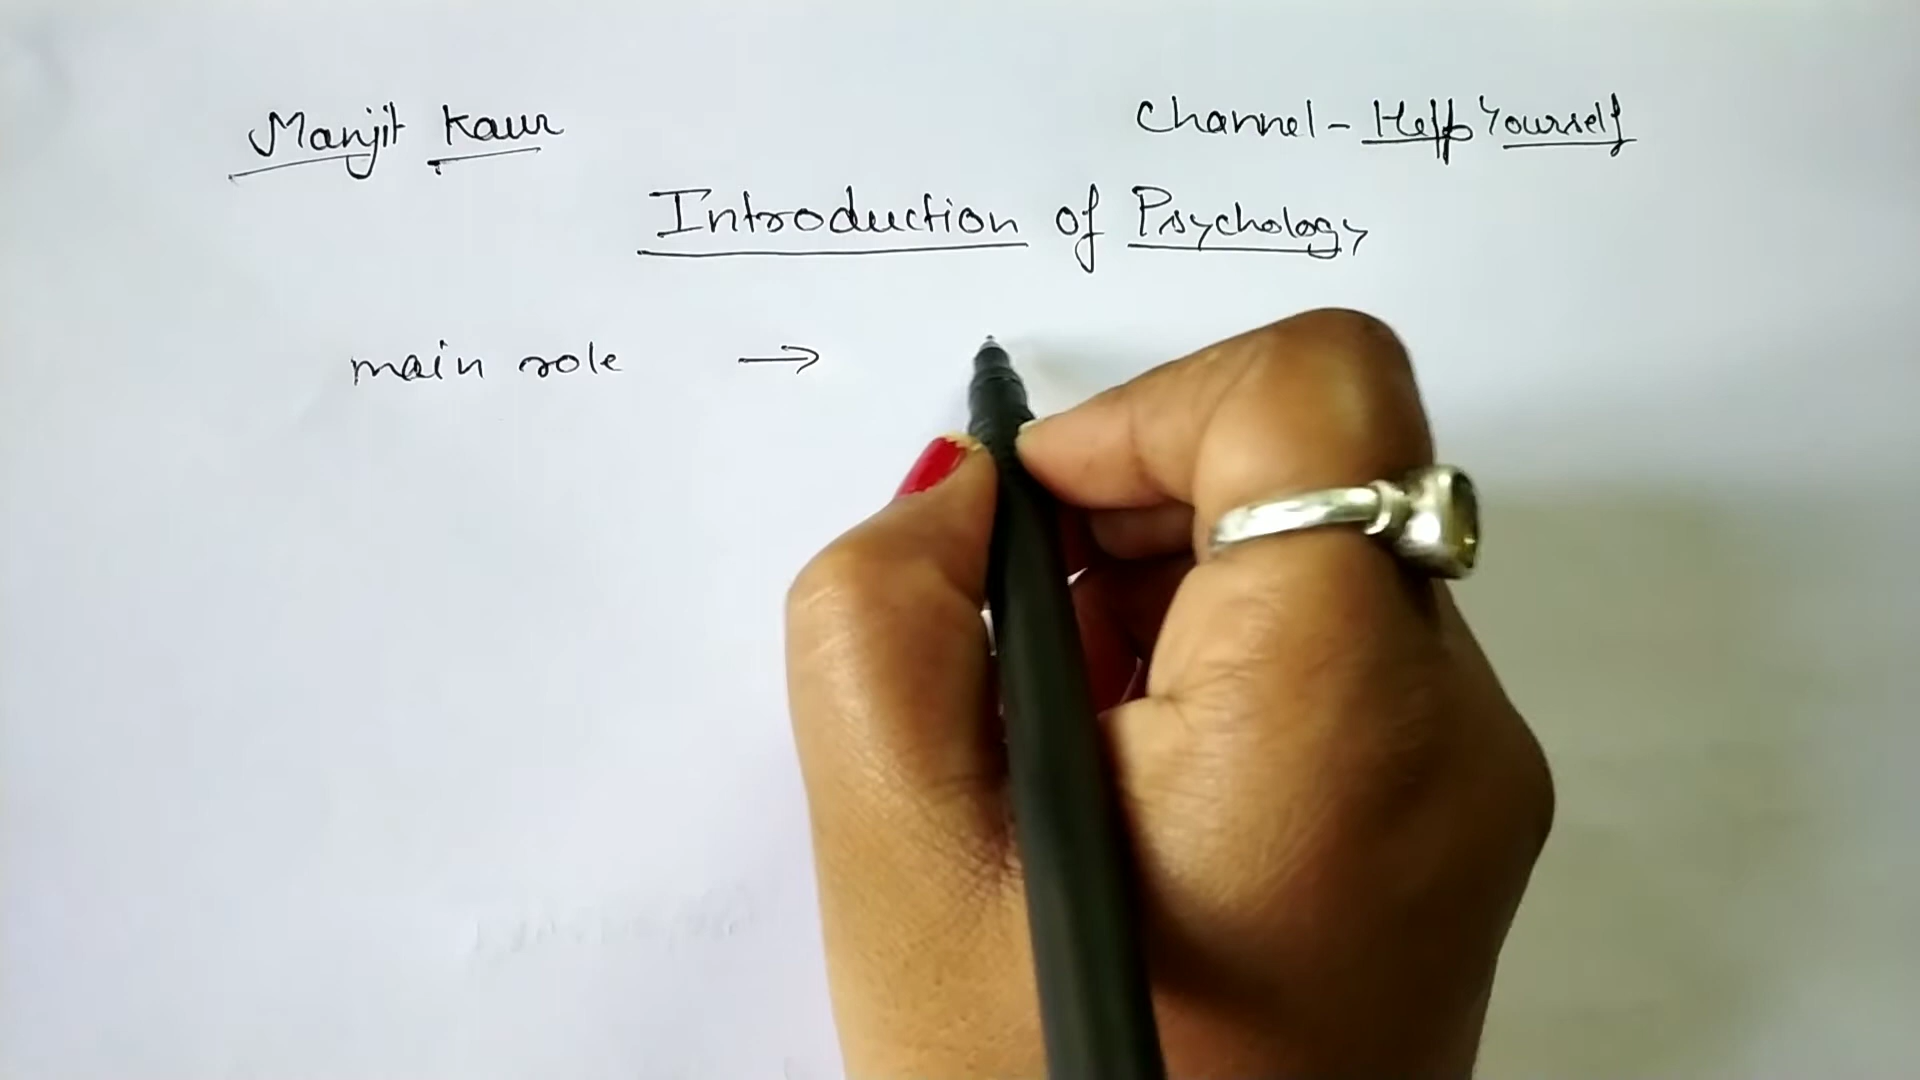 Manjit Kaur Channel - Help Yourself
Introduction of Psychology
main role →